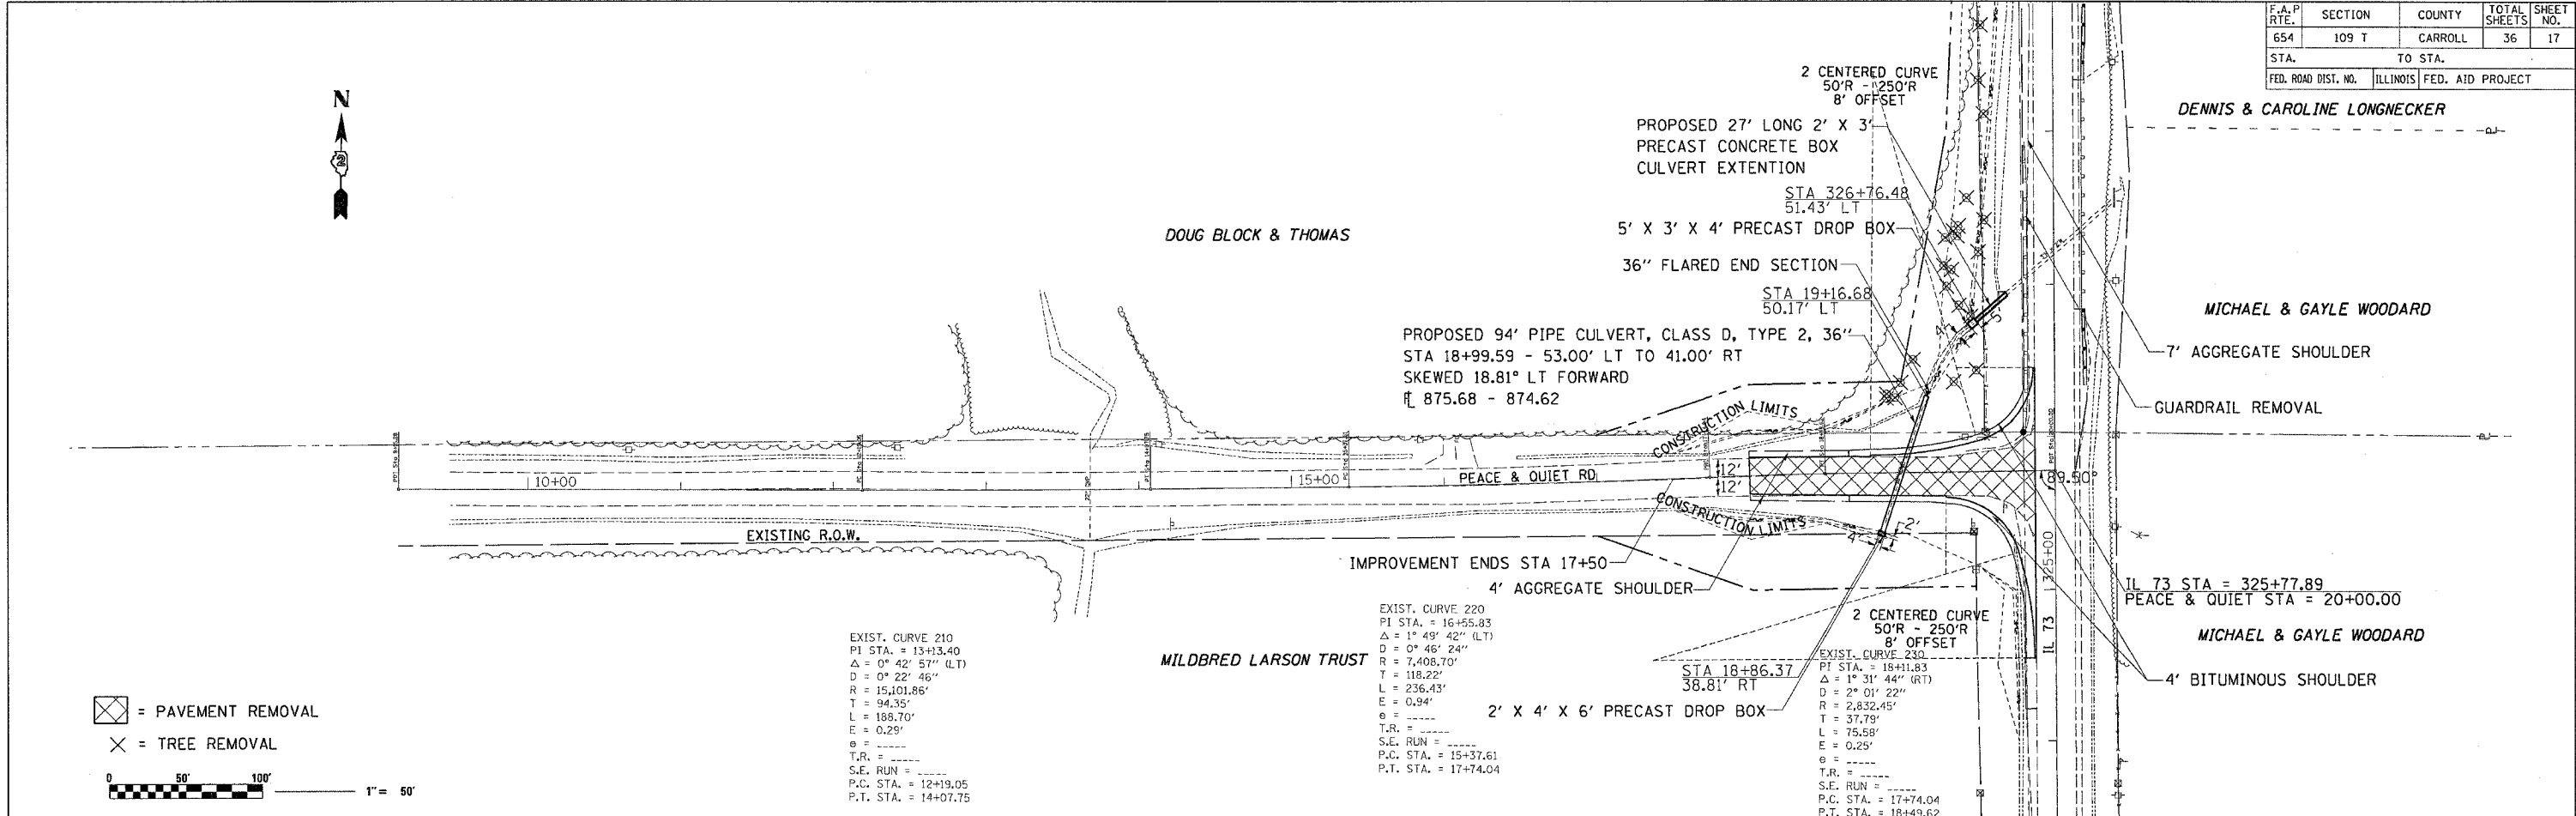 F.A.P RTE. SECTION COUNTY TOTAL SHEETS SHEET NO.
654 109 T CARROLL 36 17
STA. TO STA.
FED. ROAD DIST. NO. ILLINOIS FED. AID PROJECT
N
2
DENNIS & CAROLINE LONGNECKER
2 CENTERED CURVE
50'R - 250'R
8' OFFSET
PROPOSED 27' LONG 2' X 3'
PRECAST CONCRETE BOX
CULVERT EXTENTION
STA 326+76.48
51.43' LT
5' X 3' X 4' PRECAST DROP BOX
36" FLARED END SECTION
STA 19+16.68
50.17' LT
PROPOSED 94' PIPE CULVERT, CLASS D, TYPE 2, 36"
STA 18+99.59 - 53.00' LT TO 41.00' RT
SKEWED 18.81° LT FORWARD
FL 875.68 - 874.62
DOUG BLOCK & THOMAS
MICHAEL & GAYLE WOODARD
7' AGGREGATE SHOULDER
GUARDRAIL REMOVAL
4'
5'
CONSTRUCTION LIMITS
12'
12'
10+00
15+00
PEACE & QUIET RD
89.50°
CONSTRUCTION LIMITS
EXISTING R.O.W.
2'
4'
325+00
IL 73
IMPROVEMENT ENDS STA 17+50
4' AGGREGATE SHOULDER
IL 73 STA = 325+77.89
PEACE & QUIET STA = 20+00.00
MICHAEL & GAYLE WOODARD
4' BITUMINOUS SHOULDER
2 CENTERED CURVE
50'R - 250'R
8' OFFSET
MILDBRED LARSON TRUST
STA 18+86.37
38.81' RT
2' X 4' X 6' PRECAST DROP BOX
EXIST. CURVE 210
PI STA. = 13+13.40
Δ = 0° 42' 57" (LT)
D = 0° 22' 46"
R = 15,101.86'
T = 94.35'
L = 188.70'
E = 0.29'
e = _____
T.R. = _____
S.E. RUN = _____
P.C. STA. = 12+19.05
P.T. STA. = 14+07.75
EXIST. CURVE 220
PI STA. = 16+55.83
Δ = 1° 49' 42" (LT)
D = 0° 46' 24"
R = 7,408.70'
T = 118.22'
L = 236.43'
E = 0.94'
e = _____
T.R. = _____
S.E. RUN = _____
P.C. STA. = 15+37.61
P.T. STA. = 17+74.04
EXIST. CURVE 230
PI STA. = 18+11.83
Δ = 1° 31' 44" (RT)
D = 2° 01' 22"
R = 2,832.45'
T = 37.79'
L = 75.58'
E = 0.25'
e = _____
T.R. = _____
S.E. RUN = _____
P.C. STA. = 17+74.04
P.T. STA. = 18+49.62
= PAVEMENT REMOVAL
= TREE REMOVAL
0 50' 100'
1" = 50'